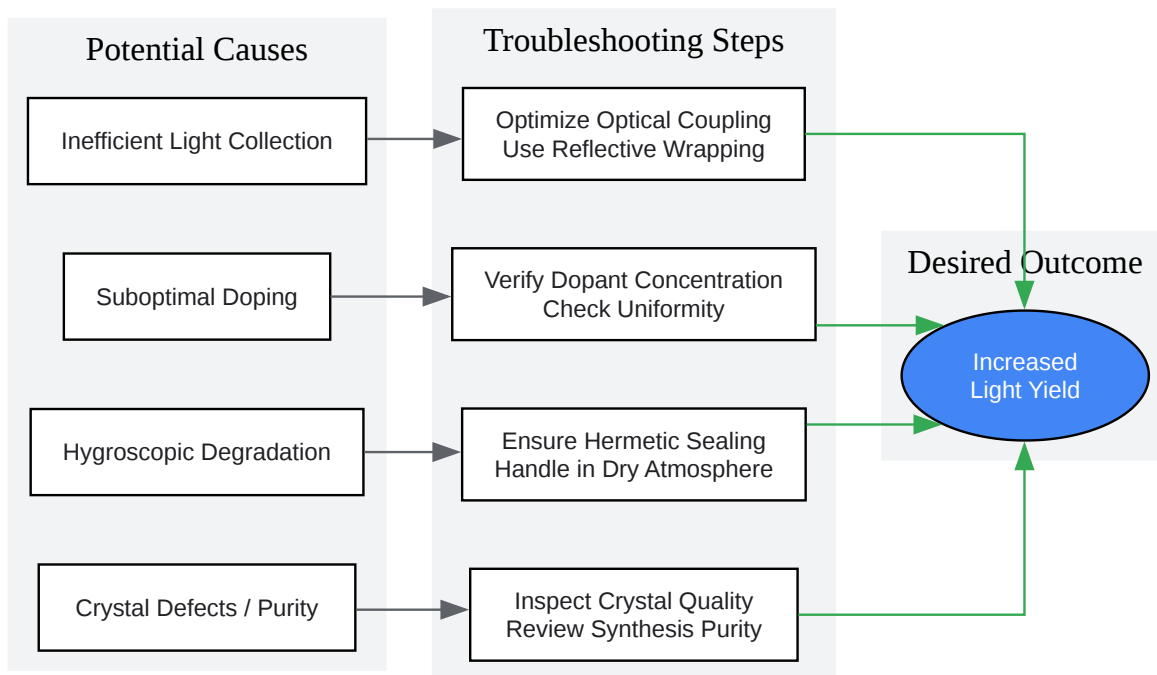 Potential Causes
Inefficient Light Collection
Suboptimal Doping
Hygroscopic Degradation
Crystal Defects / Purity
Troubleshooting Steps
Optimize Optical Coupling
Use Reflective Wrapping
Verify Dopant Concentration
Check Uniformity
Ensure Hermetic Sealing
Handle in Dry Atmosphere
Inspect Crystal Quality
Review Synthesis Purity
Desired Outcome
Increased
Light Yield